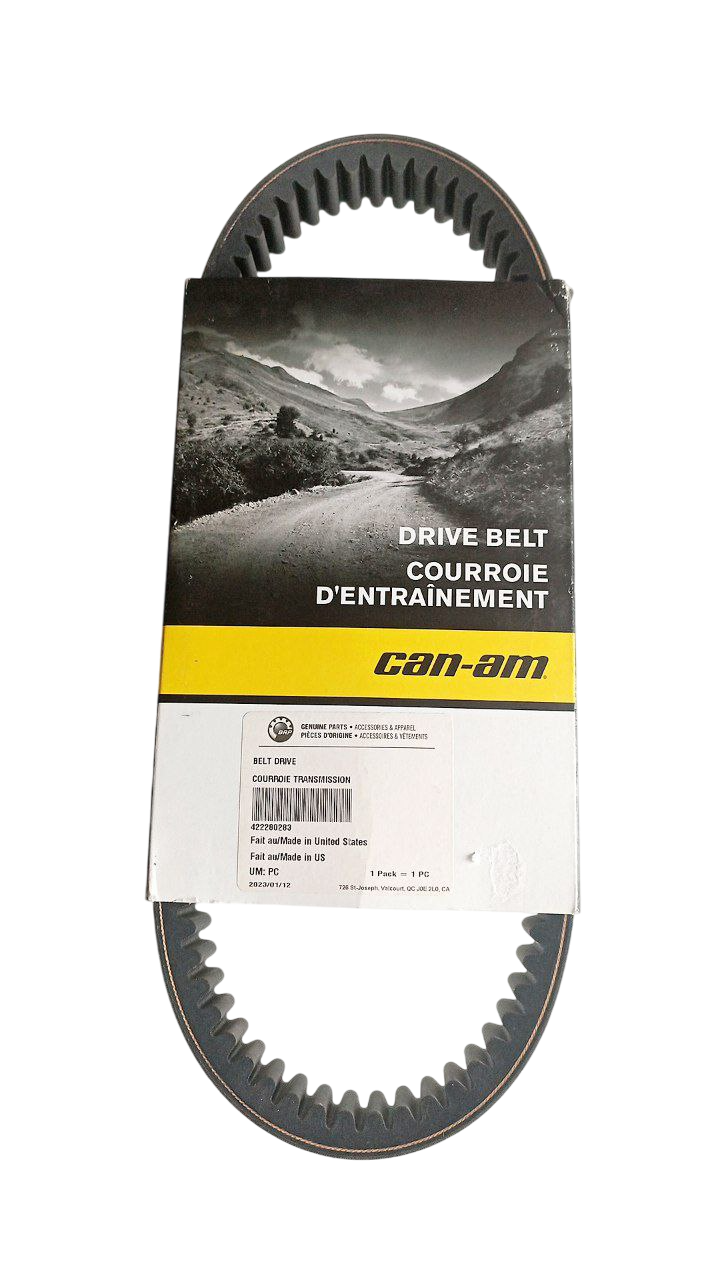 DRIVE BELT
COURROIE
D'ENTRAÎNEMENT
can-am
BRP
GENUINE PARTS • ACCESSORIES & APPAREL
PIÈCES D'ORIGINE • ACCESSOIRES & VÊTEMENTS
BELT DRIVE
COURROIE TRANSMISSION
422280283
Fait au/Made in United States
Fait au/Made in US
UM: PC 1 Pack = 1 PC
2023/01/12 726 St-Joseph, Valcourt, QC J0E 2L0, CA